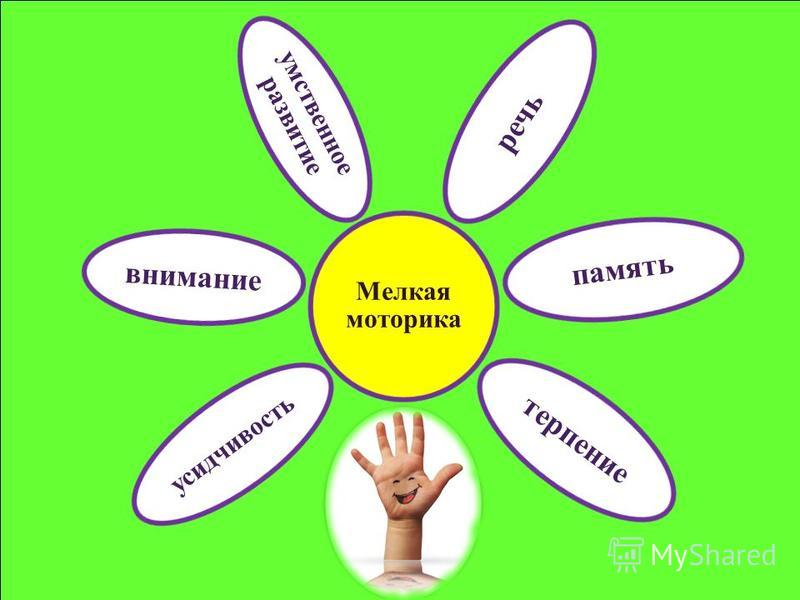 умственное
развитие
речь
внимание
Мелкая
моторика
память
усидчивость
терпение
MyShared